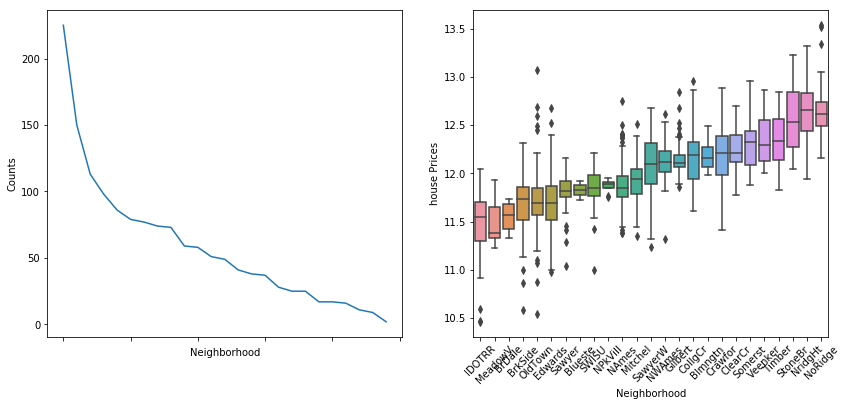 Counts
200
150
100
50
0
Neighborhood
house Prices
13.5
13.0
12.5
12.0
11.5
11.0
10.5
IDOTRR
MeadowV
BrDale
BrkSide
OldTown
Edwards
Sawyer
Blueste
SWISU
NPkVill
NAmes
Mitchel
SawyerW
NWAmes
Gilbert
CollgCr
Blmngtn
Crawfor
ClearCr
Somerst
Veenker
Timber
StoneBr
NridgHt
NoRidge
Neighborhood